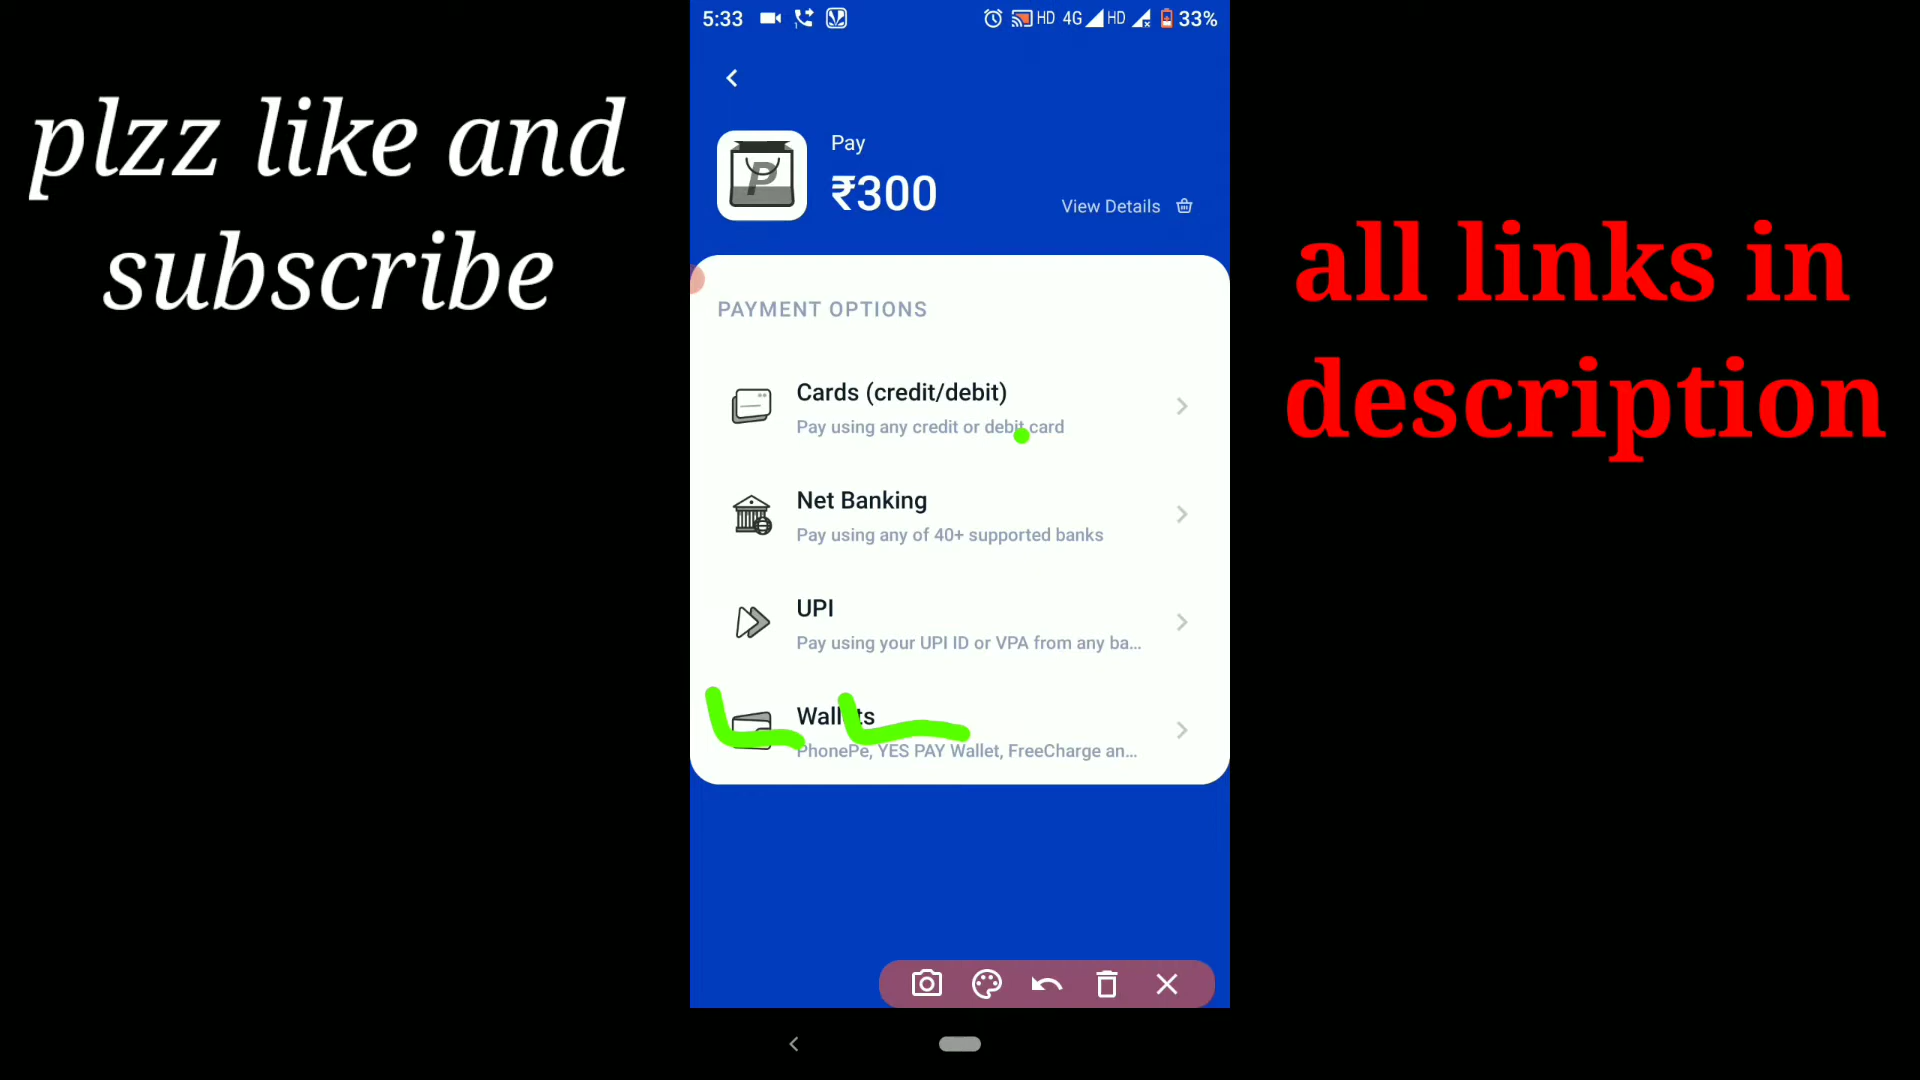 plzz like and
subscribe
5:33
HD 4G HD 33%
Pay
₹300
View Details
PAYMENT OPTIONS
Cards (credit/debit)
Pay using any credit or debit card
Net Banking
Pay using any of 40+ supported banks
UPI
Pay using your UPI ID or VPA from any ba...
Wallets
PhonePe, YES PAY Wallet, FreeCharge an...
all links in
description